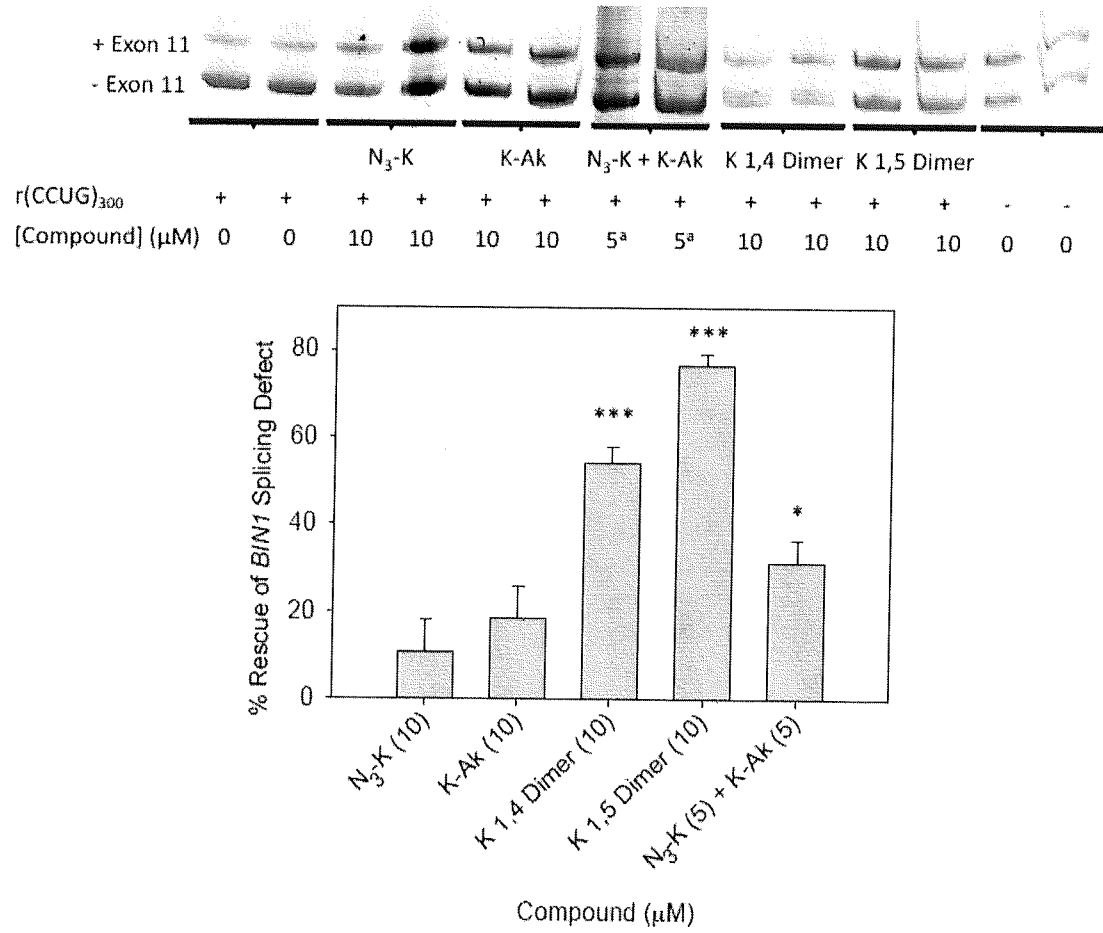 + Exon 11
- Exon 11
N₃-K K-Ak N₃-K + K-Ak K 1,4 Dimer K 1,5 Dimer
r(CCUG)₃₀₀ + + + + + + + + + + + + - -
[Compound] (μM) 0 0 10 10 10 10 5ᵃ 5ᵃ 10 10 10 10 0 0
% Rescue of BIN1 Splicing Defect
80
60
40
20
0
***
***
*
N₃-K (10)
K-Ak (10)
K 1,4 Dimer (10)
K 1,5 Dimer (10)
N₃-K (5) + K-Ak (5)
Compound (μM)